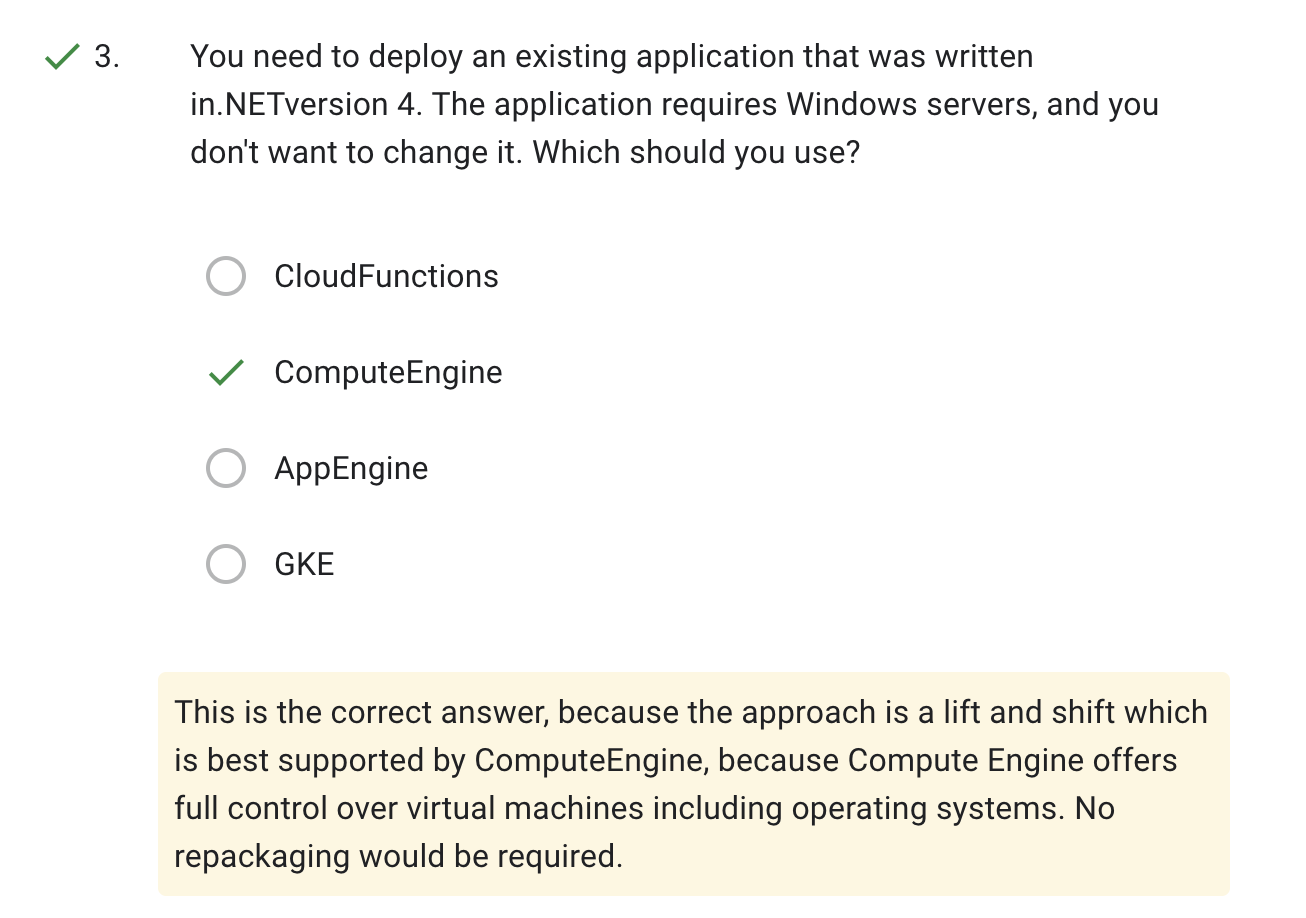 3. You need to deploy an existing application that was written
in.NETversion 4. The application requires Windows servers, and you
don't want to change it. Which should you use?
CloudFunctions
ComputeEngine
AppEngine
GKE
This is the correct answer, because the approach is a lift and shift which
is best supported by ComputeEngine, because Compute Engine offers
full control over virtual machines including operating systems. No
repackaging would be required.